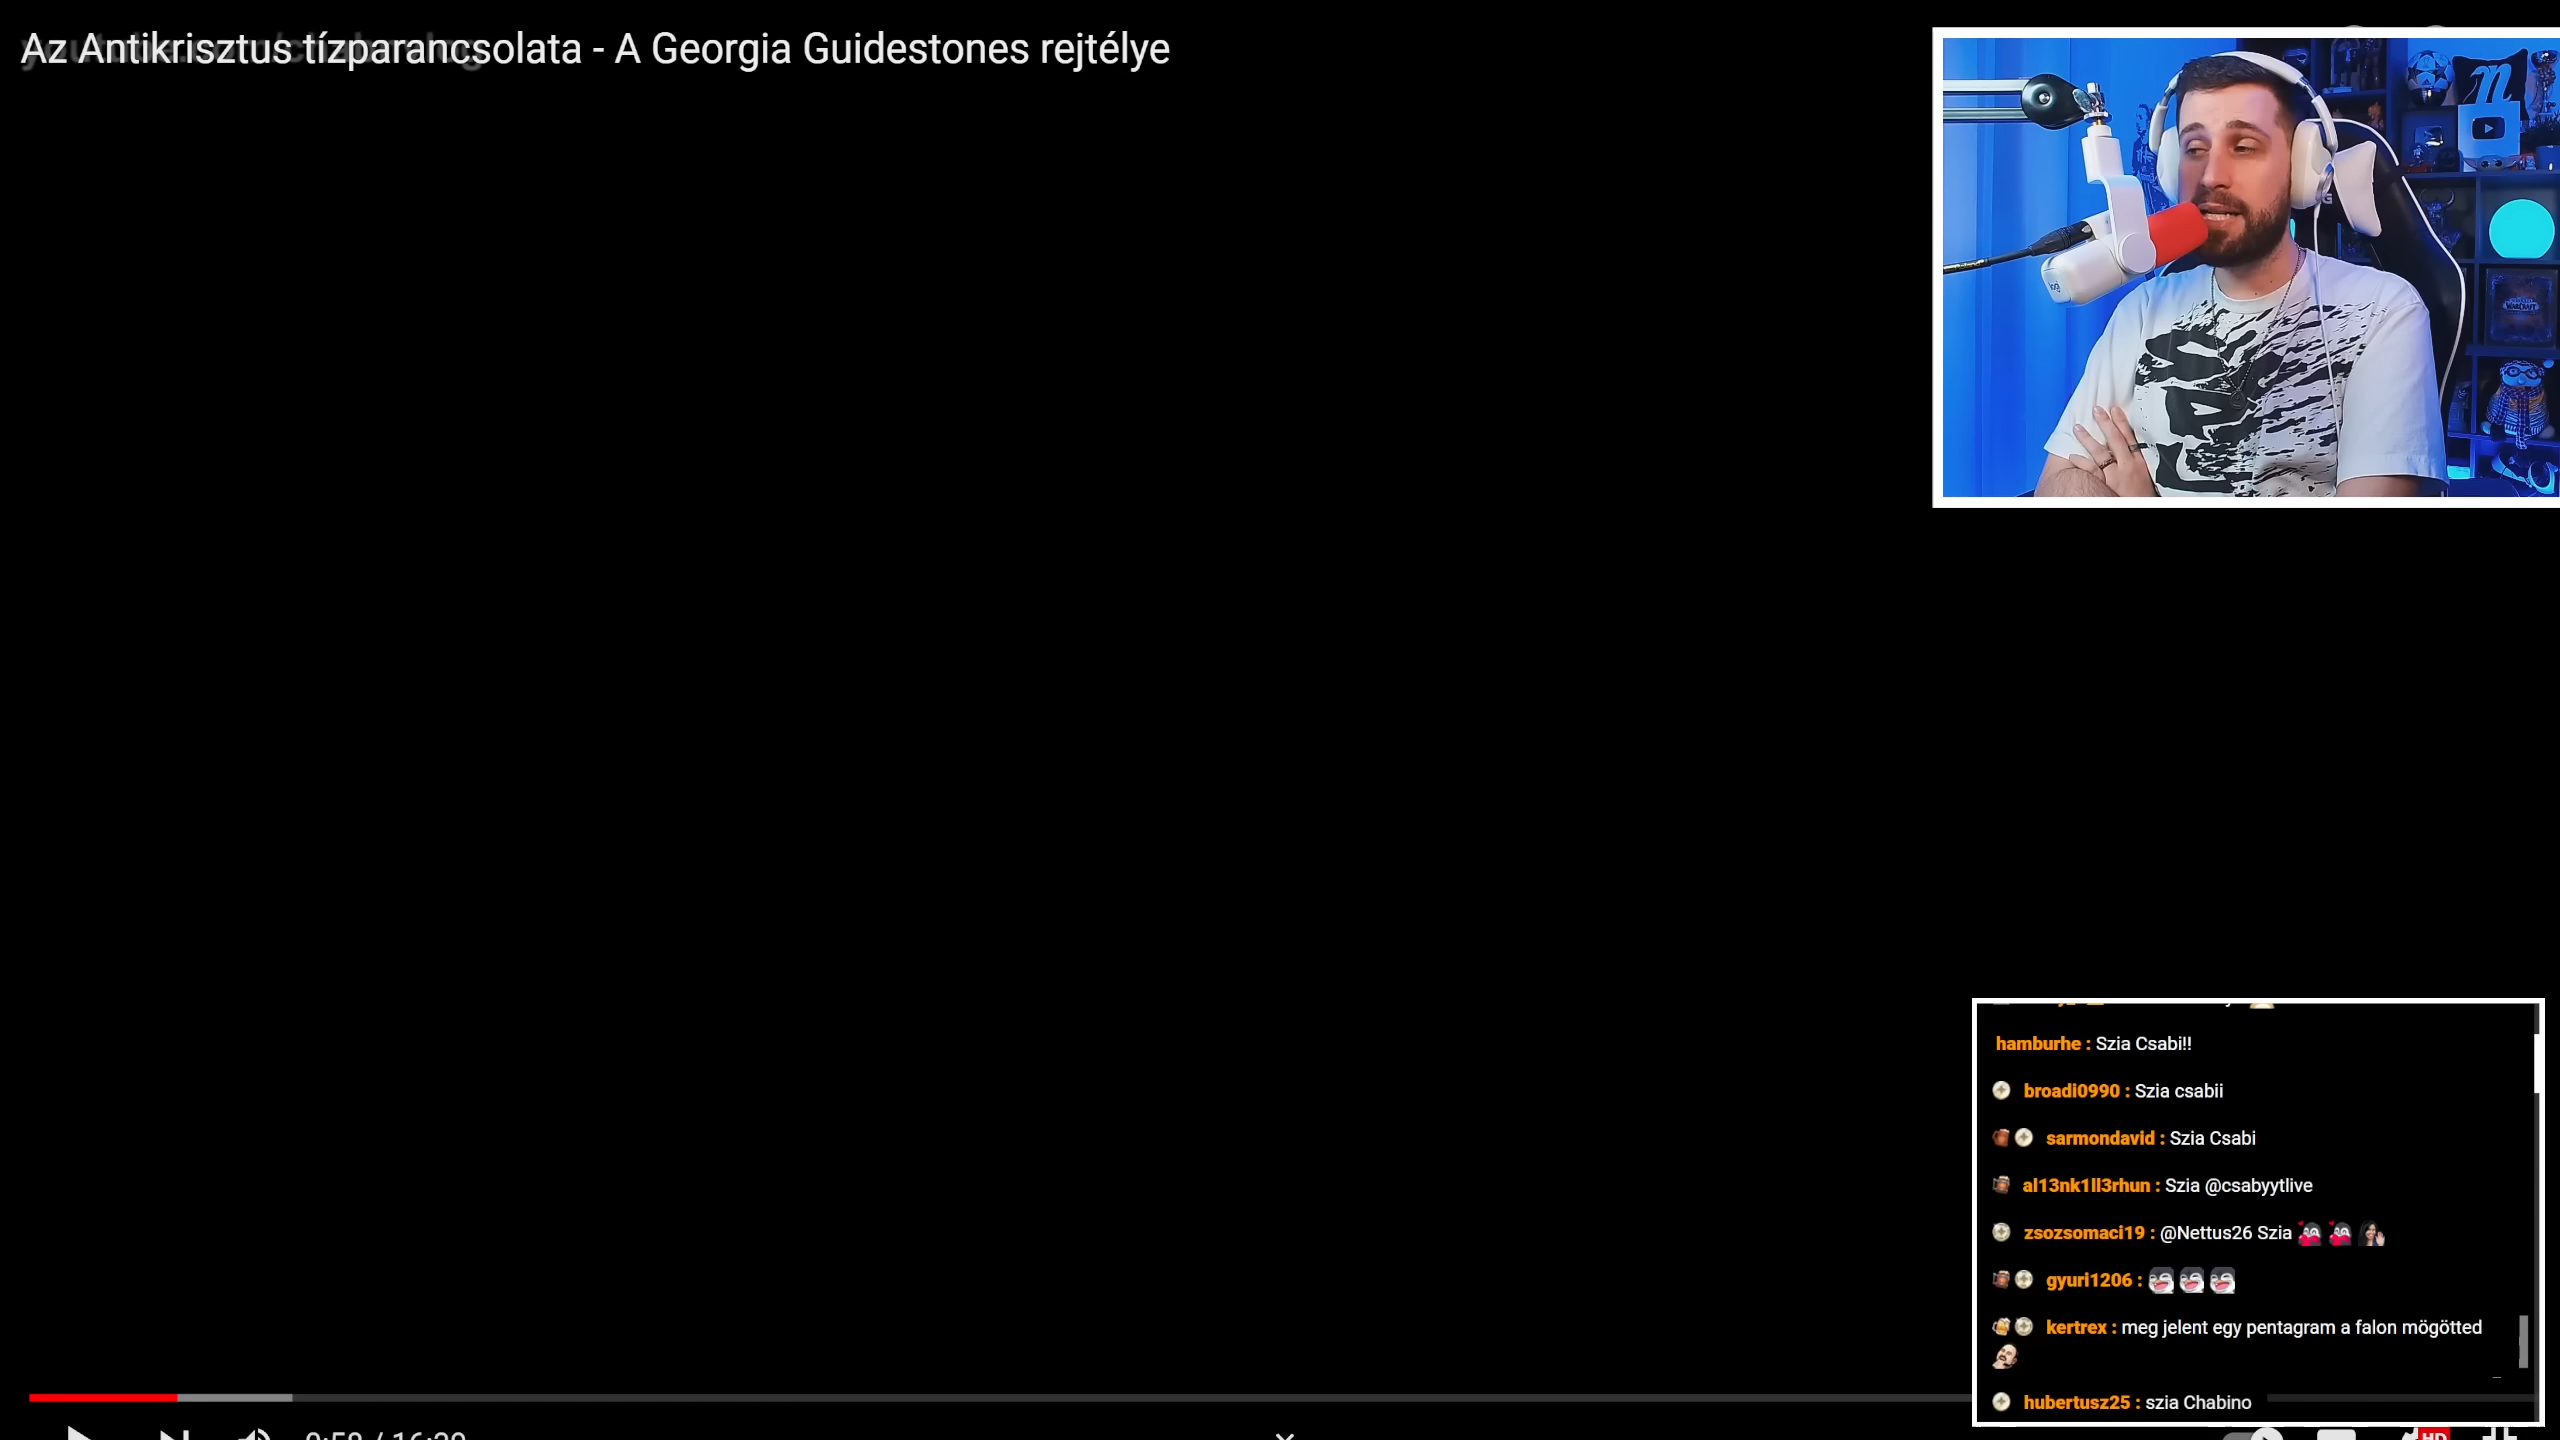 Az Antikrisztus tízparancsolata - A Georgia Guidestones rejtélye
hamburhe : Szia Csabi!!
broadi0990 : Szia csabii
sarmondavid : Szia Csabi
al13nk1ll3rhun : Szia @csabyytlive
zsozsomaci19 : @Nettus26 Szia
gyuri1206 :
kertrex : meg jelent egy pentagram a falon mögötted
hubertusz25 : szia Chabino
HD